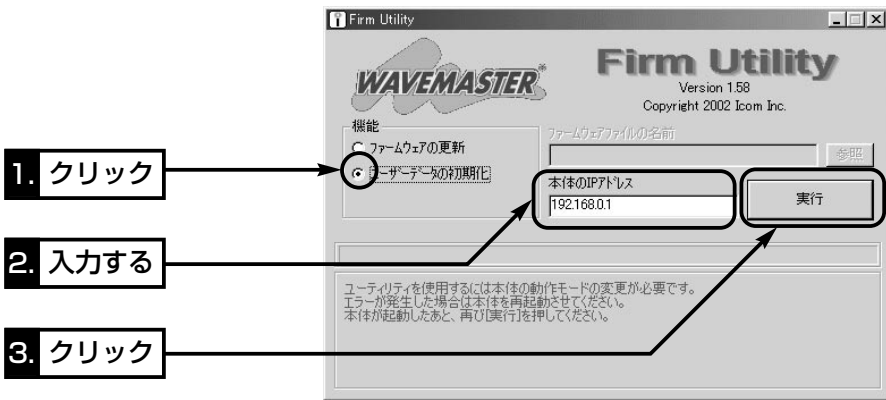 Firm Utility
WAVEMASTER*
Firm Utility
Version 1.58
Copyright 2002 Icom Inc.
機能
ファームウェアの更新
ユーザーデータの初期化
ファームウェアファイルの名前
参照
本体のIPアドレス
192.168.0.1
実行
ユーティリティを使用するには本体の動作モードの変更が必要です。
エラーが発生した場合は本体を再起動させてください。
本体が起動したあと、再び[実行]を押してください。
1. クリック
2. 入力する
3. クリック